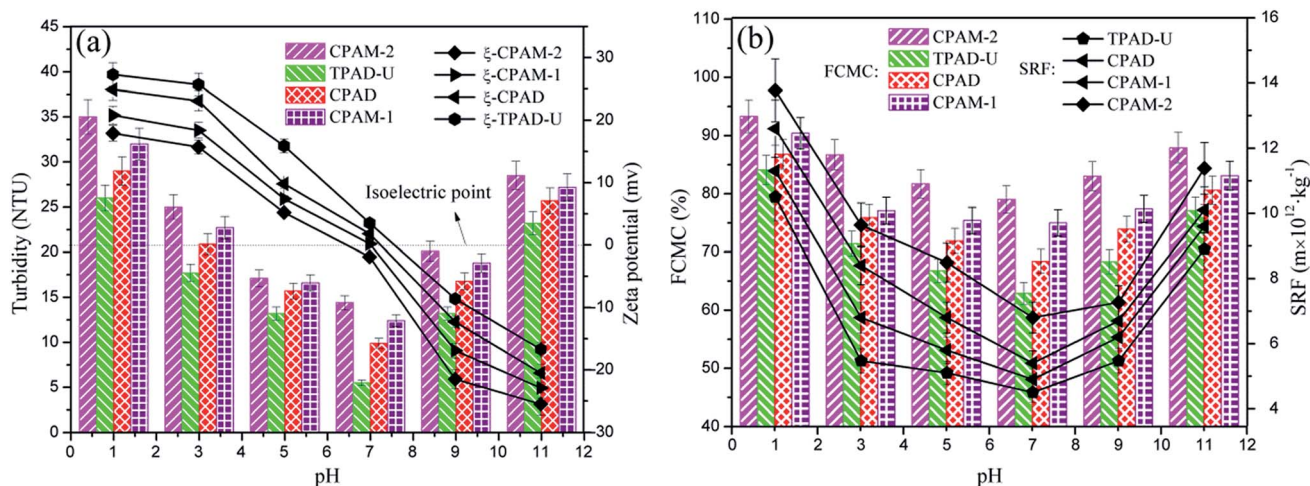 (a)
CPAM-2
TPAD-U
CPAD
CPAM-1
ξ-CPAM-2
ξ-CPAM-1
ξ-CPAD
ξ-TPAD-U
Isoelectric point
Turbidity (NTU)
45
40
35
30
25
20
15
10
5
0
Zeta potential (mv)
30
20
10
0
10
20
30
0 1 2 3 4 5 6 7 8 9 10 11 12
pH
(b)
FCMC:
CPAM-2
TPAD-U
CPAD
CPAM-1
SRF:
TPAD-U
CPAD
CPAM-1
CPAM-2
FCMC (%)
110
100
90
80
70
60
50
40
SRF (m×10¹²·kg⁻¹)
16
14
12
10
8
6
4
0 1 2 3 4 5 6 7 8 9 10 11 12
pH